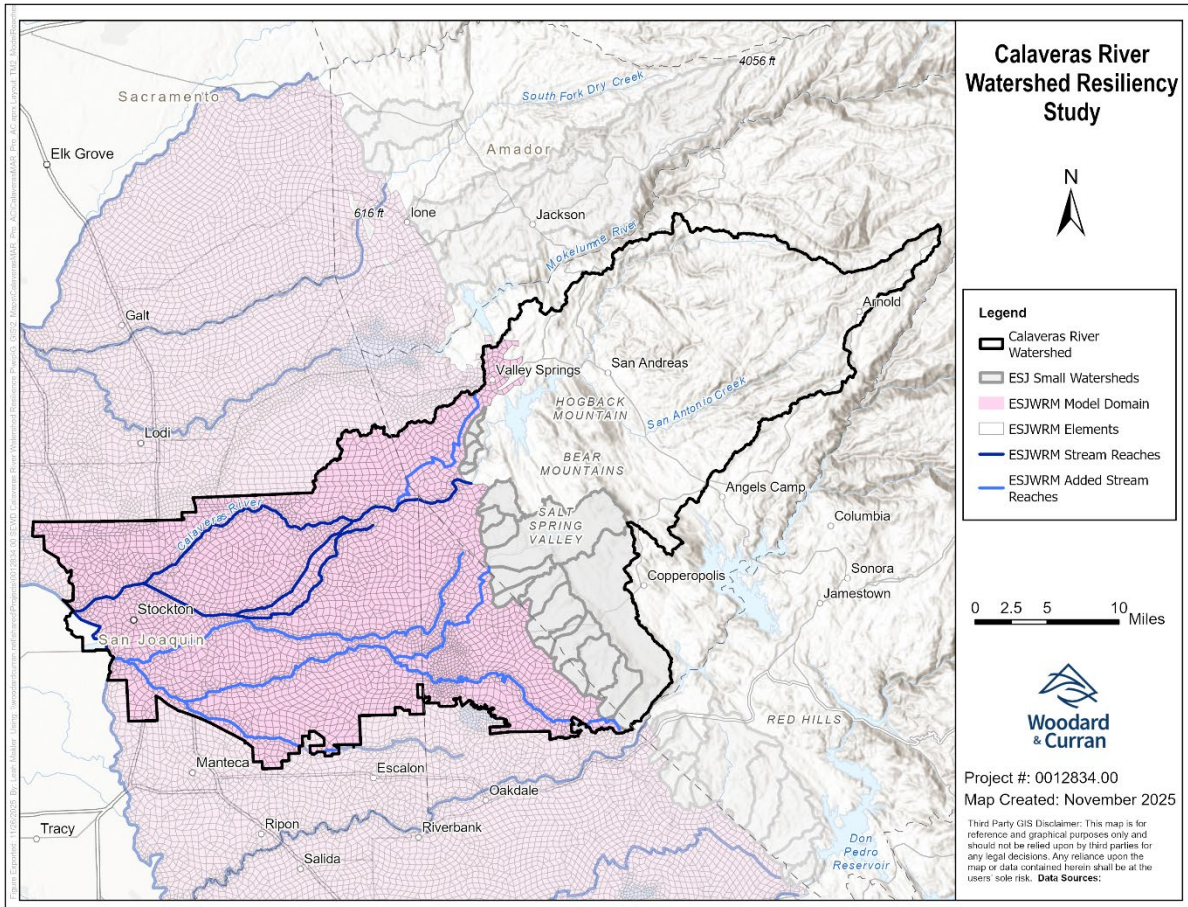 Calaveras River
Watershed Resiliency
Study
N
Legend
Calaveras River
Watershed
ESJ Small Watersheds
ESJWRM Model Domain
ESJWRM Elements
ESJWRM Stream Reaches
ESJWRM Added Stream
Reaches
0 2.5 5 10 Miles
Woodard
& Curran
Project #: 0012834.00
Map Created: November 2025
Third Party GIS Disclaimer: This map is for
reference and graphical purposes only and
should not be relied upon by third parties for
any legal decisions. Any reliance upon the
map or data contained herein shall be at the
users' sole risk. Data Sources:
4056 ft
South Fork Dry Creek
Sacramento
Amador
Elk Grove
616 ft
Ione
Jackson
Mokelumne River
Galt
Arnold
Valley Springs
San Andreas
HOGBACK
MOUNTAIN
San Antonio Creek
Lodi
BEAR
MOUNTAINS
Angels Camp
Calaveras River
SALT
SPRING
VALLEY
Columbia
Copperopolis
Sonora
Jamestown
Stockton
San Joaquin
RED HILLS
Manteca
Escalon
Oakdale
Tracy
Ripon
Riverbank
Salida
Don
Pedro
Reservoir